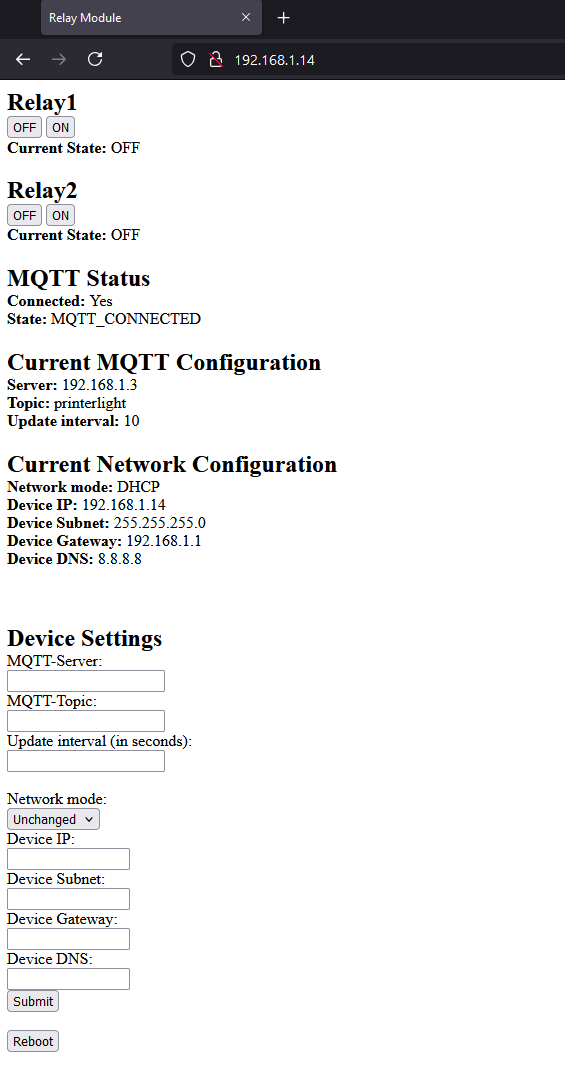 Relay Module
192.168.1.14
Relay1
OFF ON
Current State: OFF
Relay2
OFF ON
Current State: OFF
MQTT Status
Connected: Yes
State: MQTT_CONNECTED
Current MQTT Configuration
Server: 192.168.1.3
Topic: printerlight
Update interval: 10
Current Network Configuration
Network mode: DHCP
Device IP: 192.168.1.14
Device Subnet: 255.255.255.0
Device Gateway: 192.168.1.1
Device DNS: 8.8.8.8
Device Settings
MQTT-Server:
MQTT-Topic:
Update interval (in seconds):
Network mode:
Unchanged
Device IP:
Device Subnet:
Device Gateway:
Device DNS:
Submit
Reboot